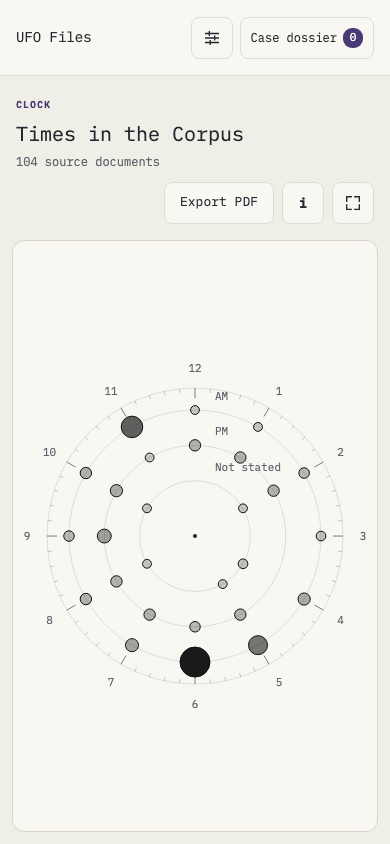 UFO Files
Case dossier 0
CLOCK
Times in the Corpus
104 source documents
Export PDF
i
12
11
AM
1
PM
10
2
Not stated
9
3
8
4
7
5
6